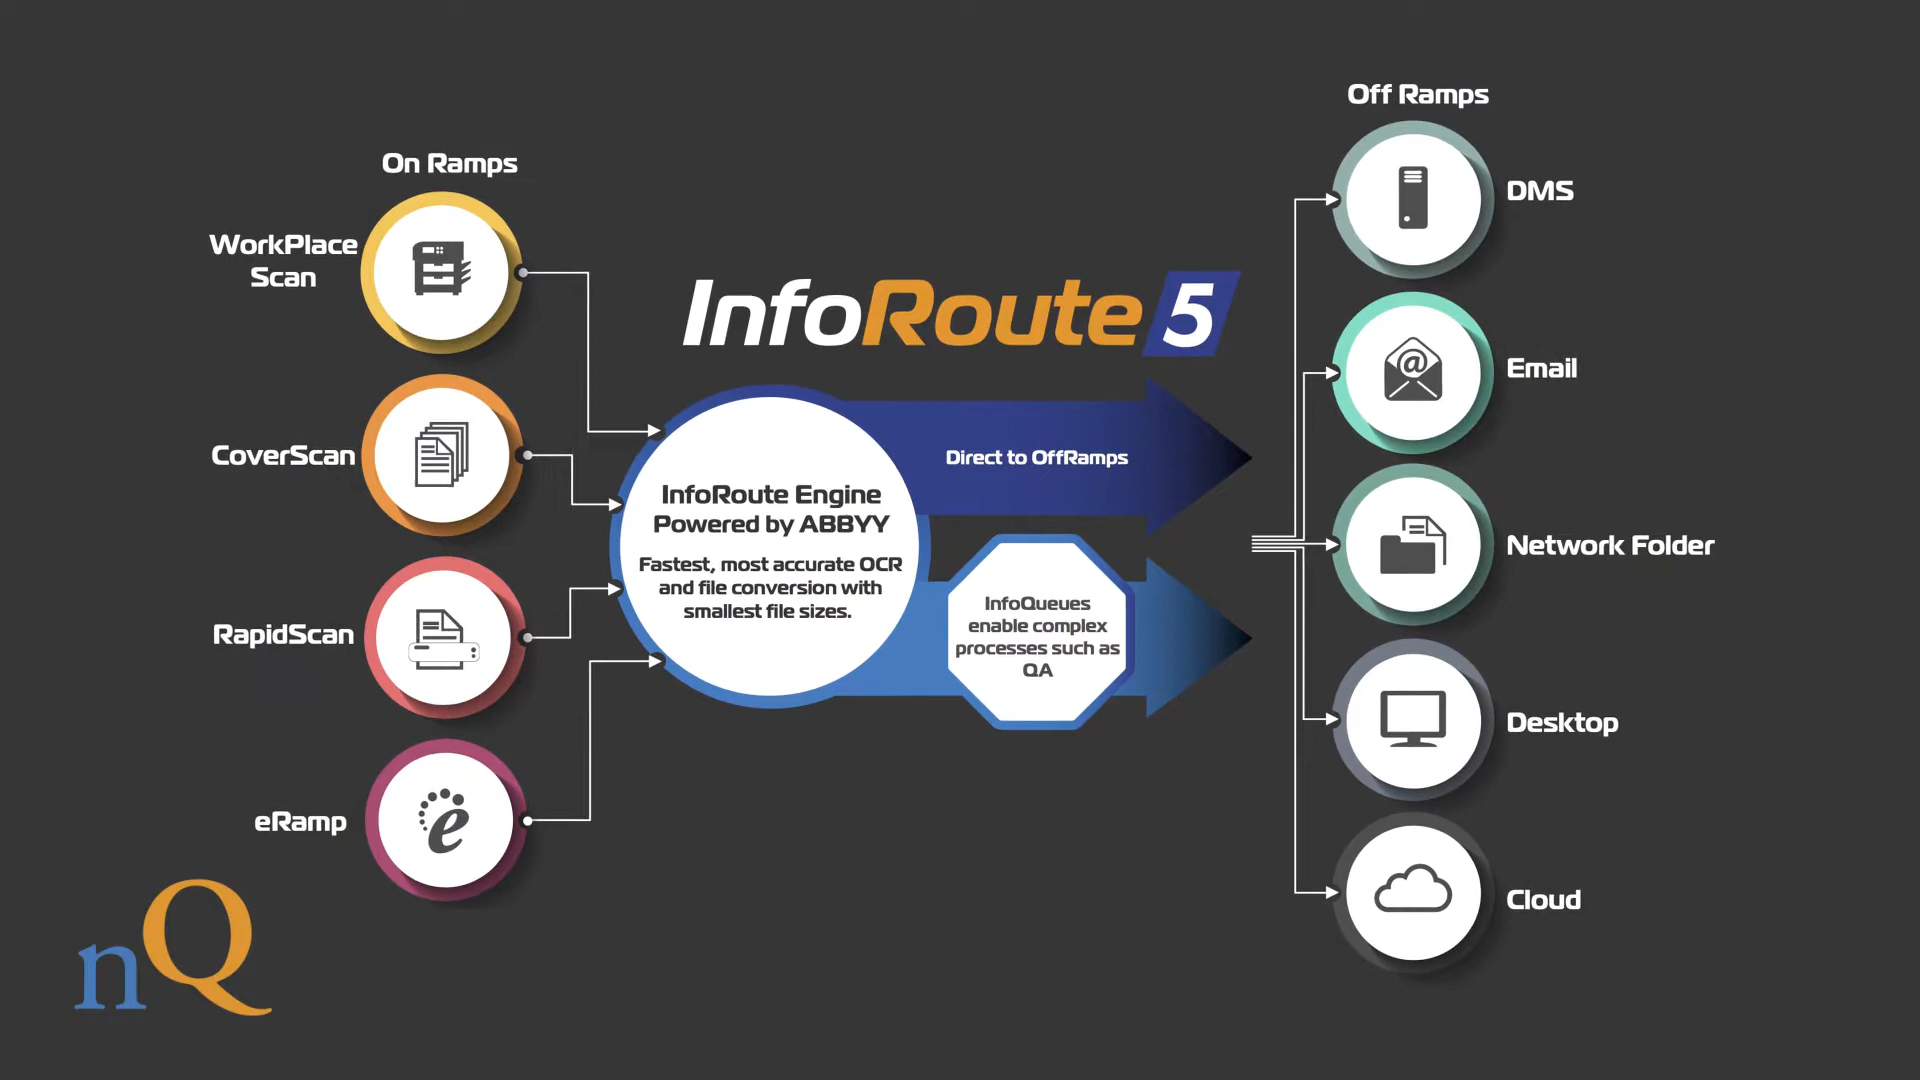 On Ramps
WorkPlace
Scan
CoverScan
RapidScan
eRamp
nQ
InfoRoute 5
InfoRoute Engine
Powered by ABBYY
Fastest, most accurate OCR
and file conversion with
smallest file sizes.
Direct to OffRamps
InfoQueues
enable complex
processes such as
QA
Off Ramps
DMS
@
Email
Network Folder
Desktop
Cloud
e